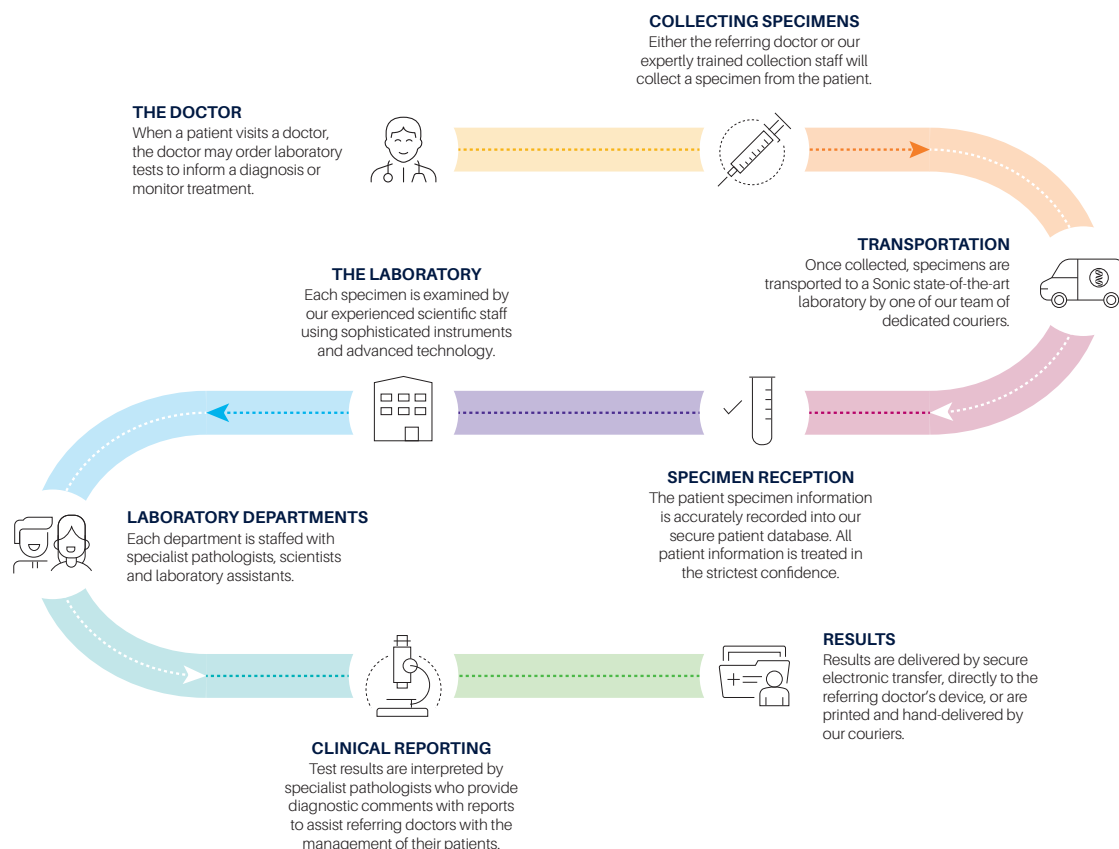 THE DOCTOR
When a patient visits a doctor,
the doctor may order laboratory
tests to inform a diagnosis or
monitor treatment.
COLLECTING SPECIMENS
Either the referring doctor or our
expertly trained collection staff will
collect a specimen from the patient.
TRANSPORTATION
Once collected, specimens are
transported to a Sonic state-of-the-art
laboratory by one of our team of
dedicated couriers.
SPECIMEN RECEPTION
The patient specimen information
is accurately recorded into our
secure patient database. All
patient information is treated in
the strictest confidence.
THE LABORATORY
Each specimen is examined by
our experienced scientific staff
using sophisticated instruments
and advanced technology.
LABORATORY DEPARTMENTS
Each department is staffed with
specialist pathologists, scientists
and laboratory assistants.
CLINICAL REPORTING
Test results are interpreted by
specialist pathologists who provide
diagnostic comments with reports
to assist referring doctors with the
management of their patients.
RESULTS
Results are delivered by secure
electronic transfer, directly to the
referring doctor’s device, or are
printed and hand-delivered by
our couriers.